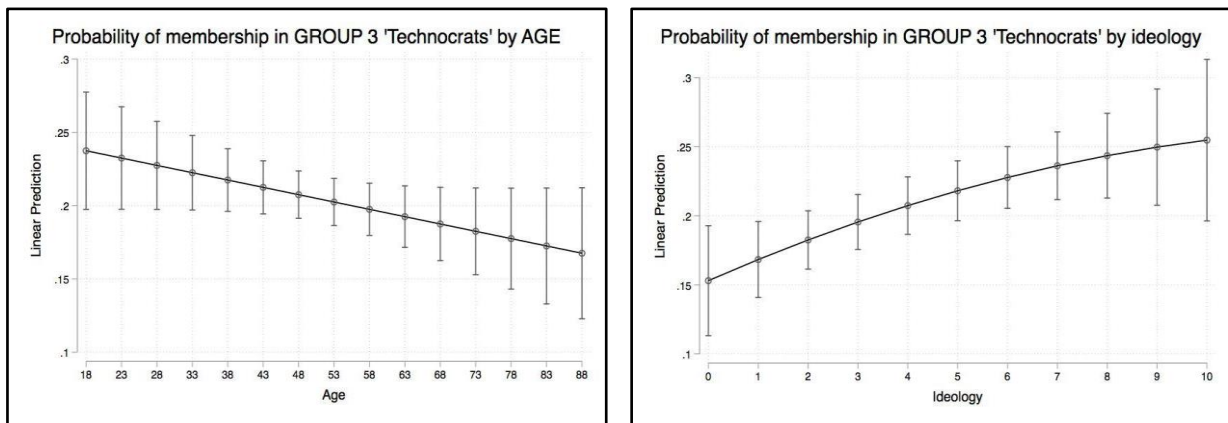 Probability of membership in GROUP 3 'Technocrats' by AGE
.3
.25
.2
.15
.1
Linear Prediction
18 23 28 33 38 43 48 53 58 63 68 73 78 83 88
Age
Probability of membership in GROUP 3 'Technocrats' by ideology
.3
.25
.2
.15
.1
Linear Prediction
0 1 2 3 4 5 6 7 8 9 10
Ideology